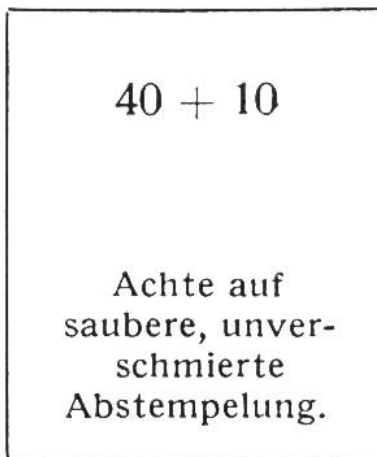 40 + 10
Achte auf
saubere, unver-
schmierte
Abstempelung.